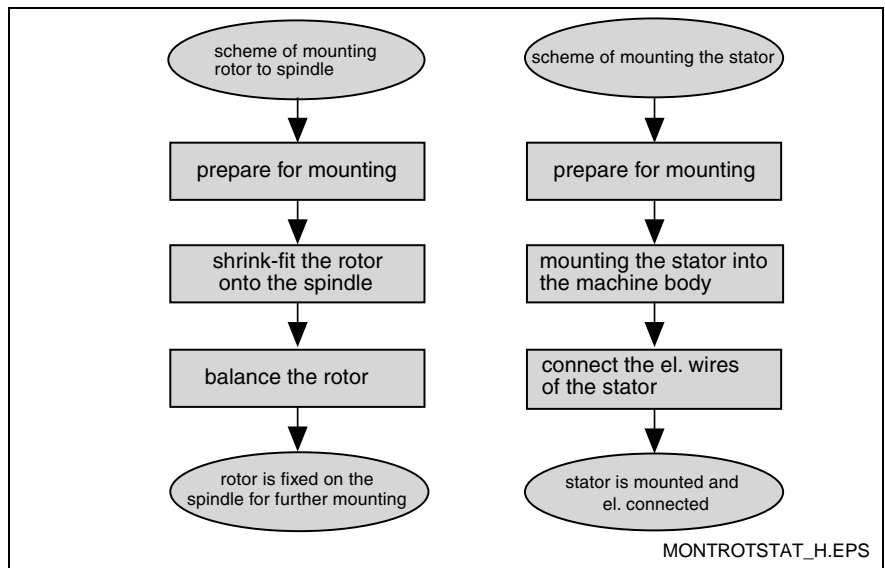 scheme of mounting
rotor to spindle
prepare for mounting
shrink-fit the rotor
onto the spindle
balance the rotor
rotor is fixed on the
spindle for further mounting
scheme of mounting the stator
prepare for mounting
mounting the stator into
the machine body
connect the el. wires
of the stator
stator is mounted and
el. connected
MONTROTSTAT_H.EPS